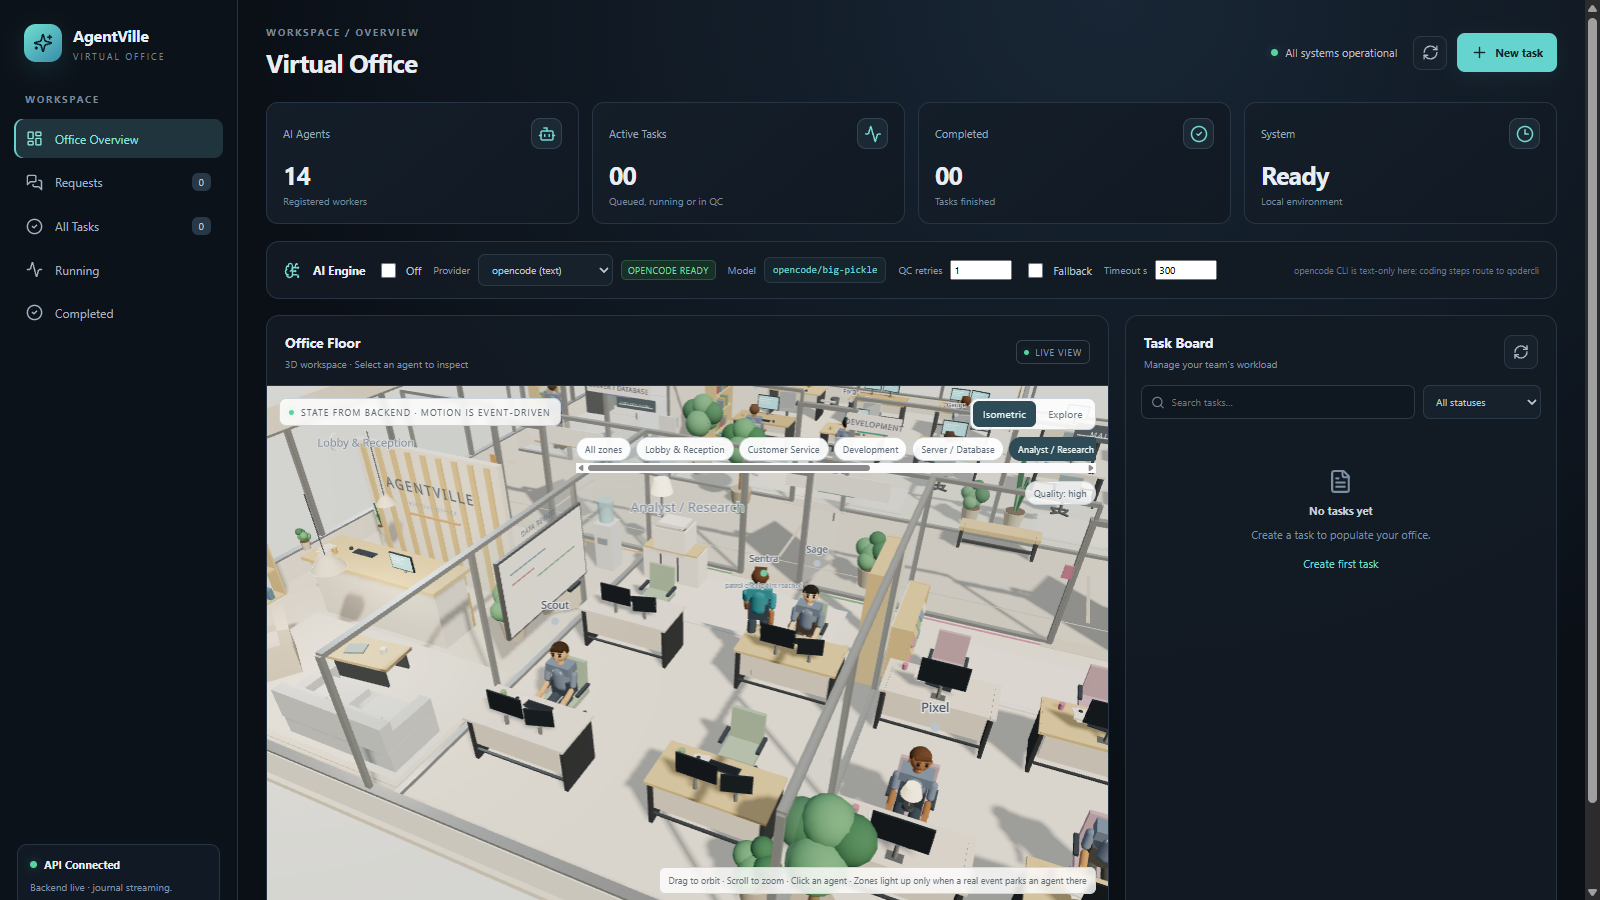 AgentVille
VIRTUAL OFFICE
WORKSPACE
Office Overview
Requests 0
All Tasks 0
Running
Completed
API Connected
Backend live · journal streaming.
WORKSPACE / OVERVIEW
Virtual Office
All systems operational
New task
AI Agents
14
Registered workers
Active Tasks
00
Queued, running or in QC
Completed
00
Tasks finished
System
Ready
Local environment
AI Engine Off Provider opencode (text) OPENCODE READY Model opencode/big-pickle QC retries 1 Fallback Timeout s 300 opencode CLI is text-only here; coding steps route to qodercli
Office Floor
3D workspace · Select an agent to inspect
LIVE VIEW
STATE FROM BACKEND · MOTION IS EVENT-DRIVEN
Isometric Explore
Lobby & Reception
DEVELOPMENT
All zones Lobby & Reception Customer Service Development Server / Database Analyst / Research
Quality: high
AGENTVILLE
Analyst / Research
Sage
Sentra
Scout
Pixel
Drag to orbit · Scroll to zoom · Click an agent · Zones light up only when a real event parks an agent there
Task Board
Manage your team's workload
Search tasks...
All statuses
No tasks yet
Create a task to populate your office.
Create first task